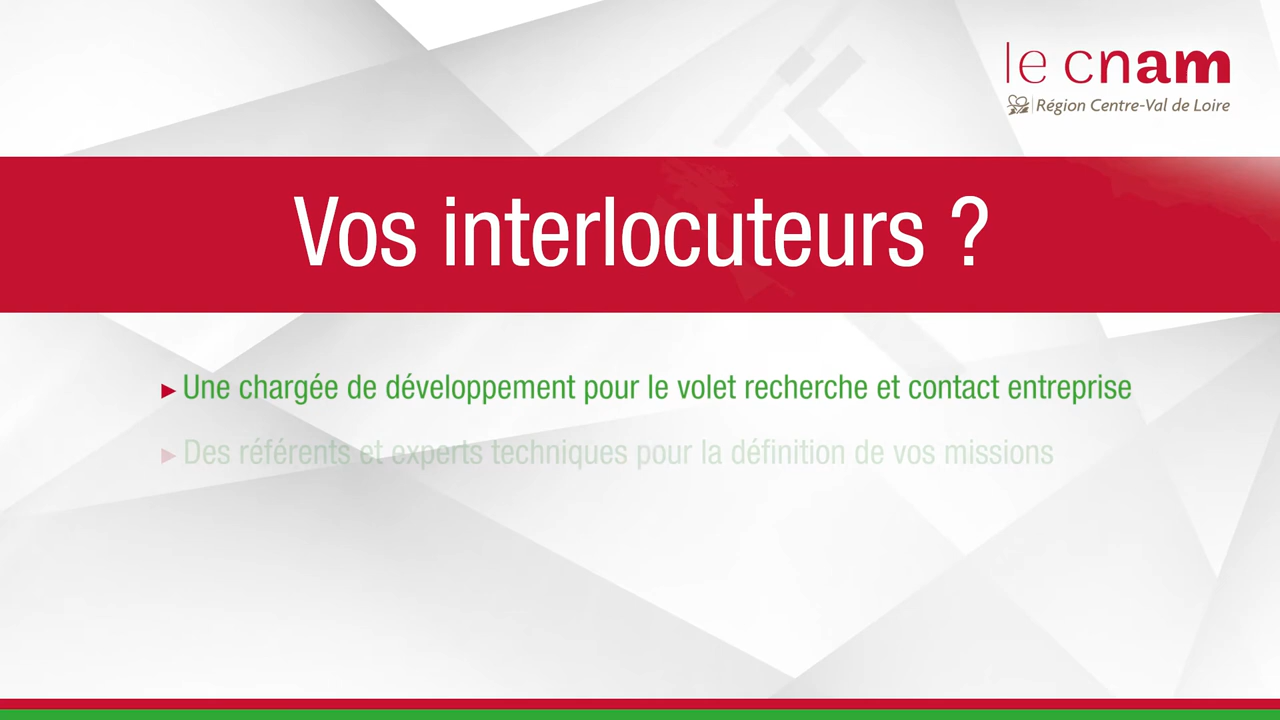 le cnam
Région Centre-Val de Loire
Vos interlocuteurs ?
► Une chargée de développement pour le volet recherche et contact entreprise
► Des référents et experts techniques pour la définition de vos missions